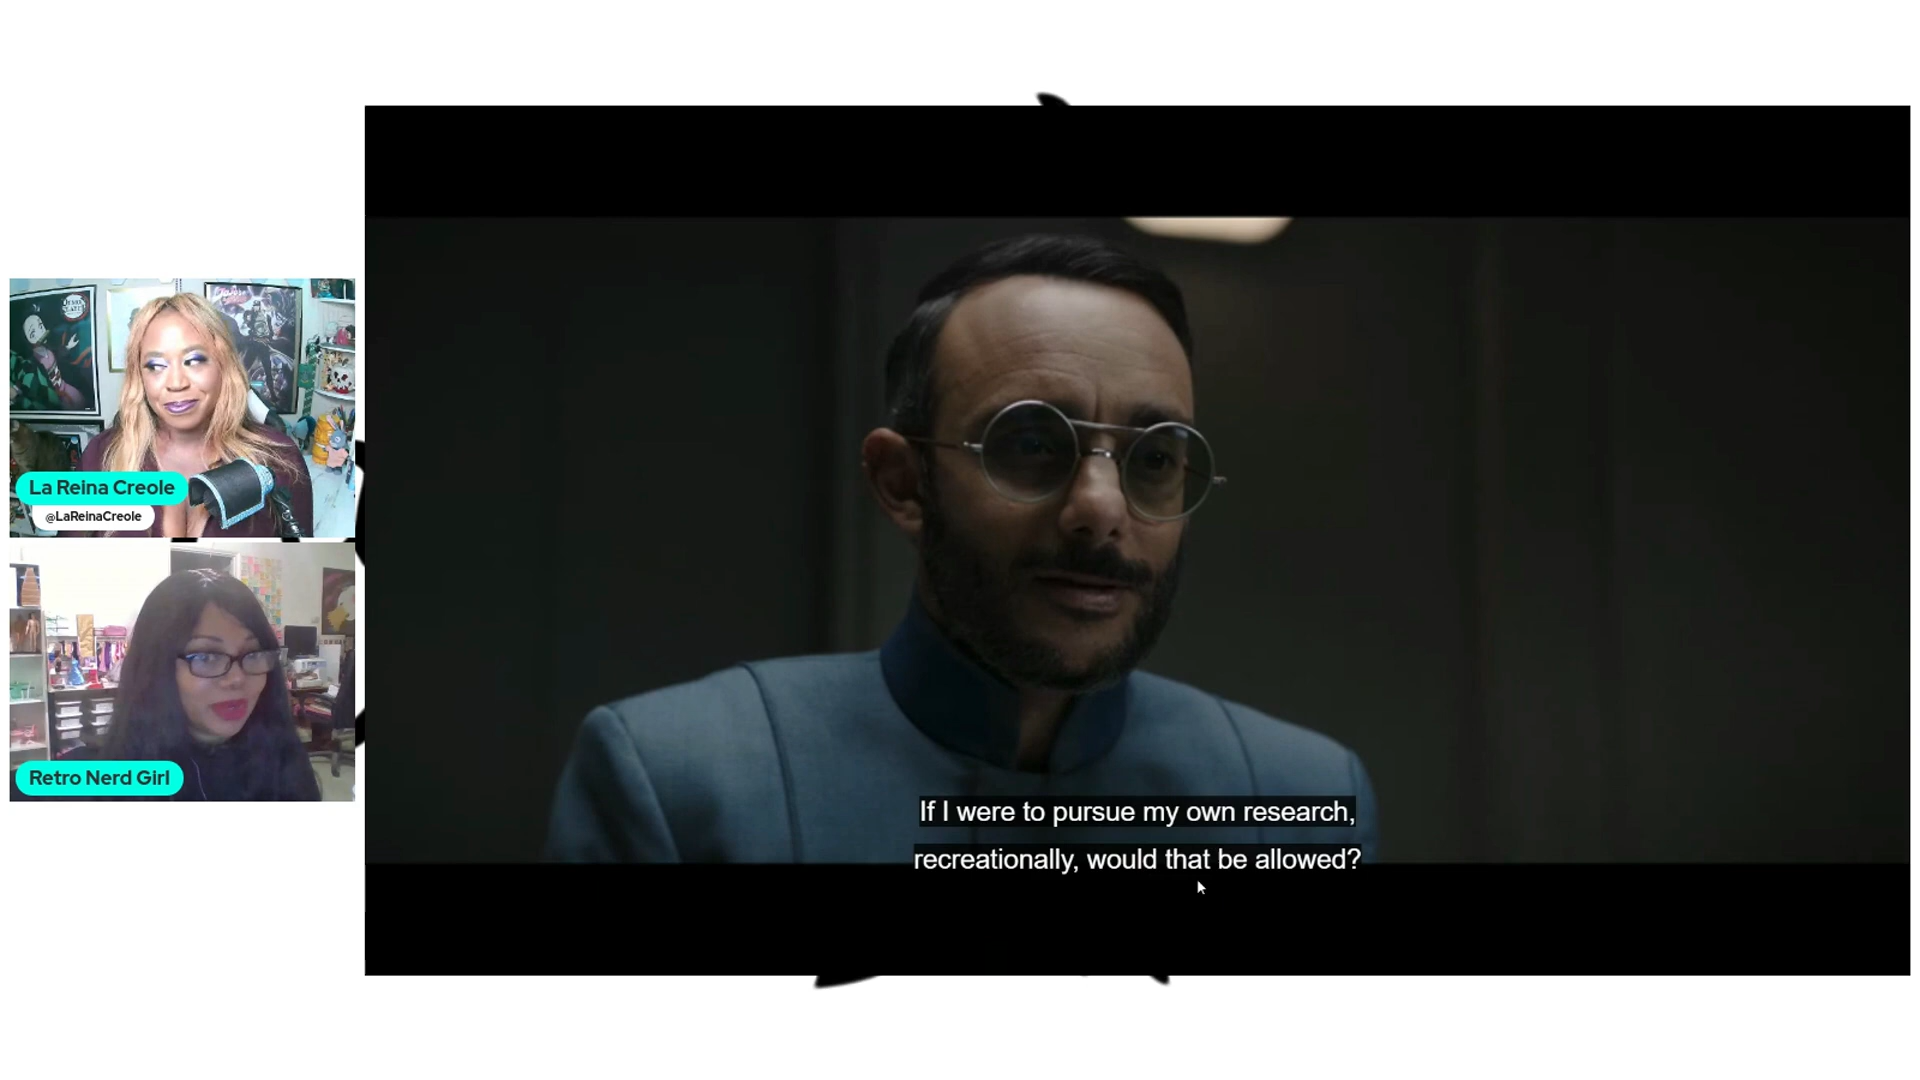 La Reina Creole
@LaReinaCreole
Retro Nerd Girl
If I were to pursue my own research,
recreationally, would that be allowed?